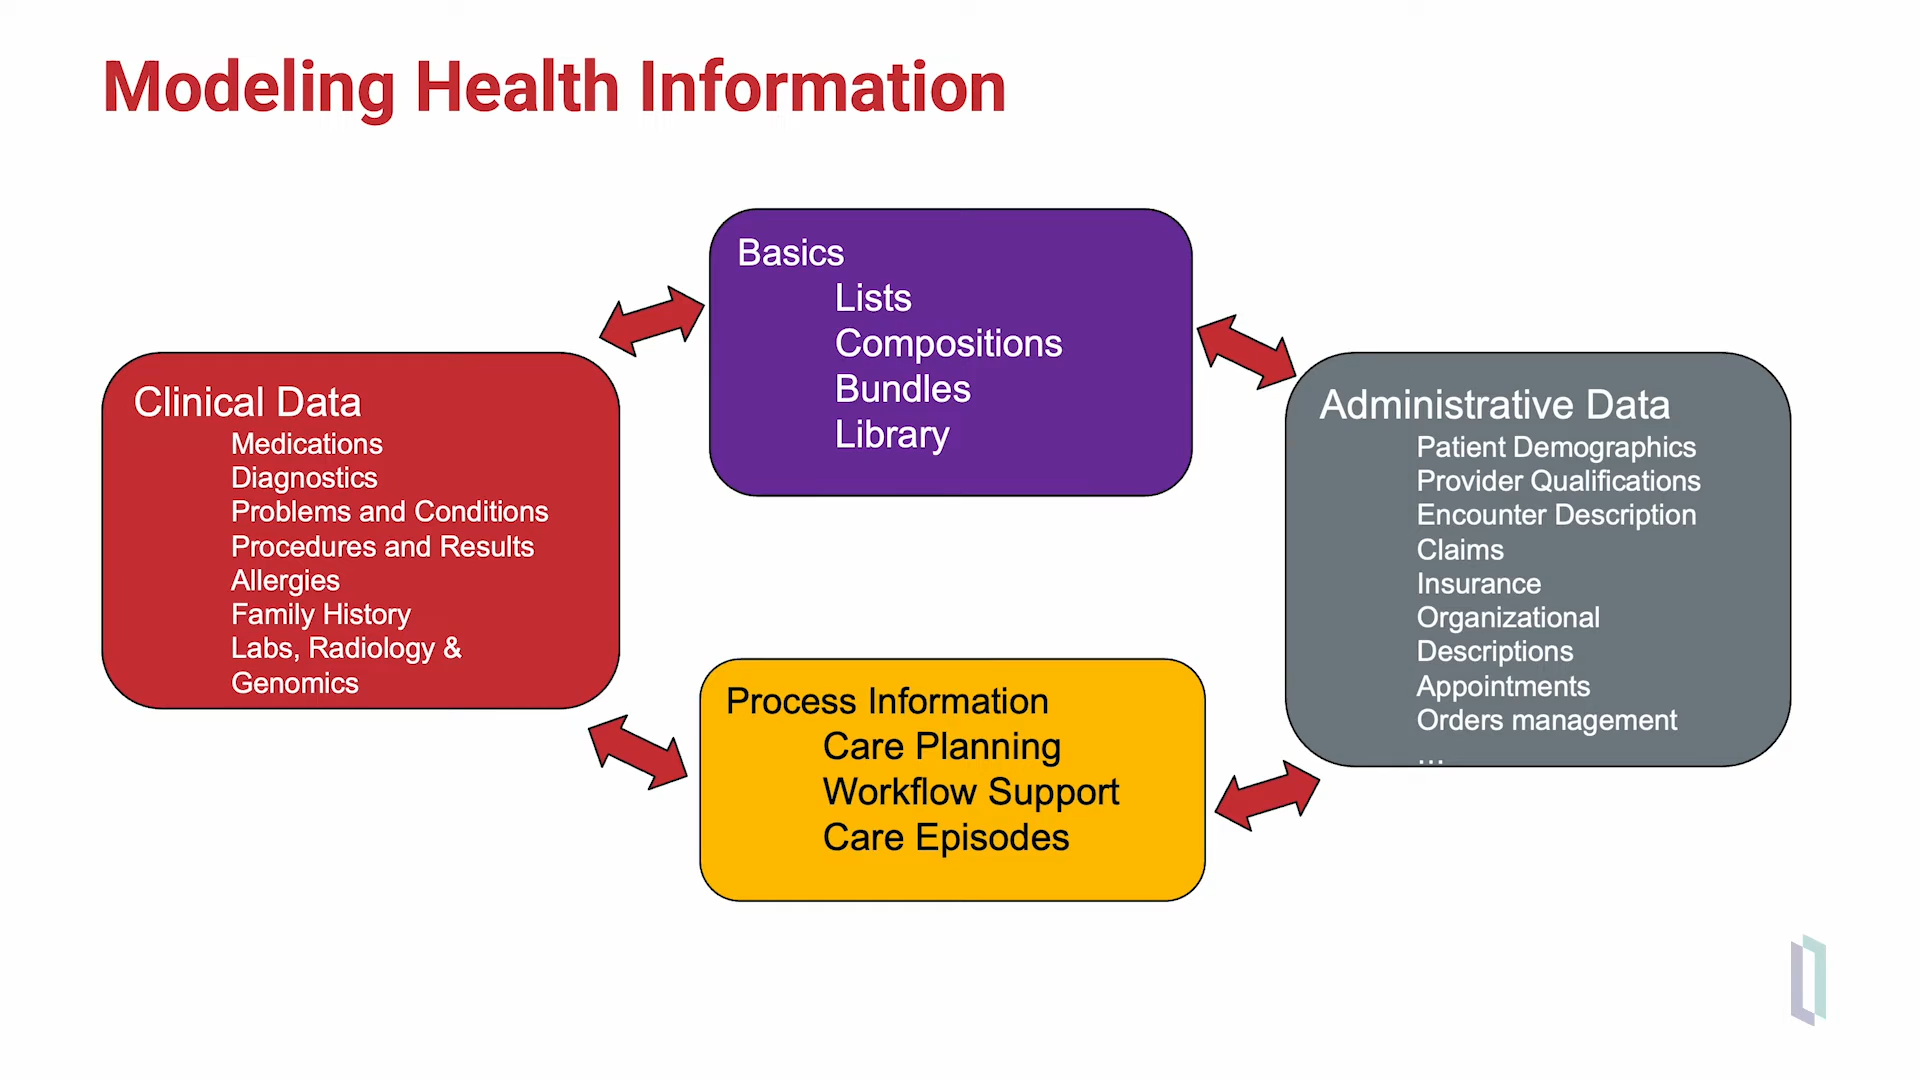 Modeling Health Information
Basics
Lists
Compositions
Bundles
Library
Clinical Data
Medications
Diagnostics
Problems and Conditions
Procedures and Results
Allergies
Family History
Labs, Radiology &
Genomics
Administrative Data
Patient Demographics
Provider Qualifications
Encounter Description
Claims
Insurance
Organizational
Descriptions
Appointments
Orders management
...
Process Information
Care Planning
Workflow Support
Care Episodes